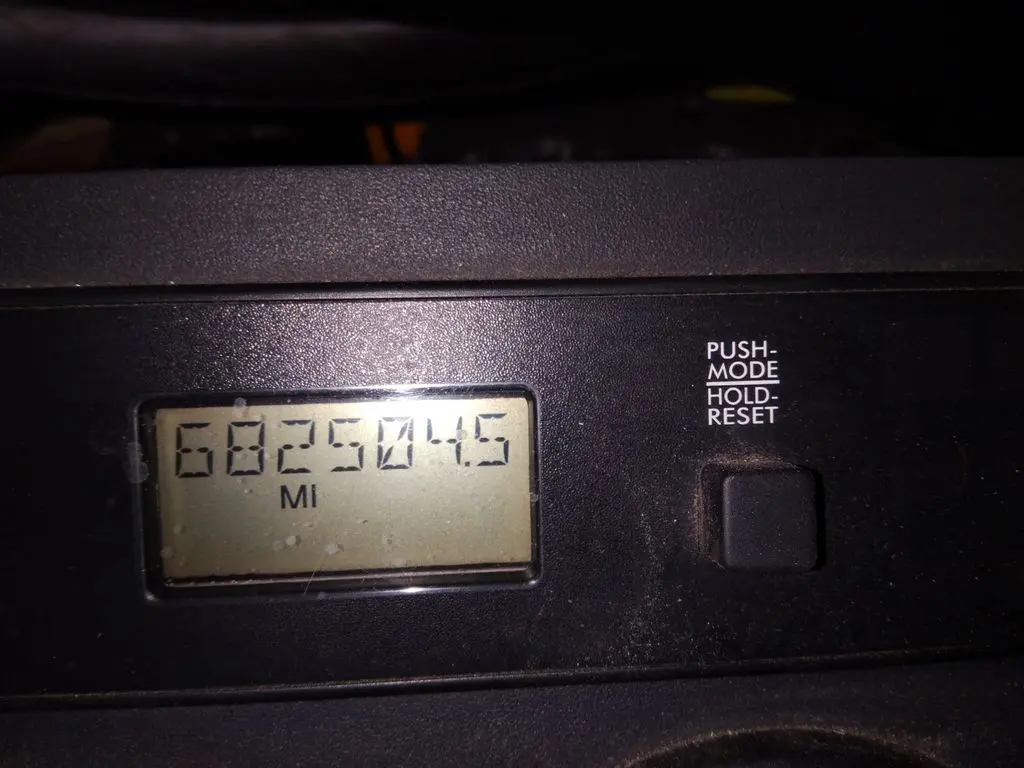 682504.5
MI
PUSH-
MODE
HOLD-
RESET